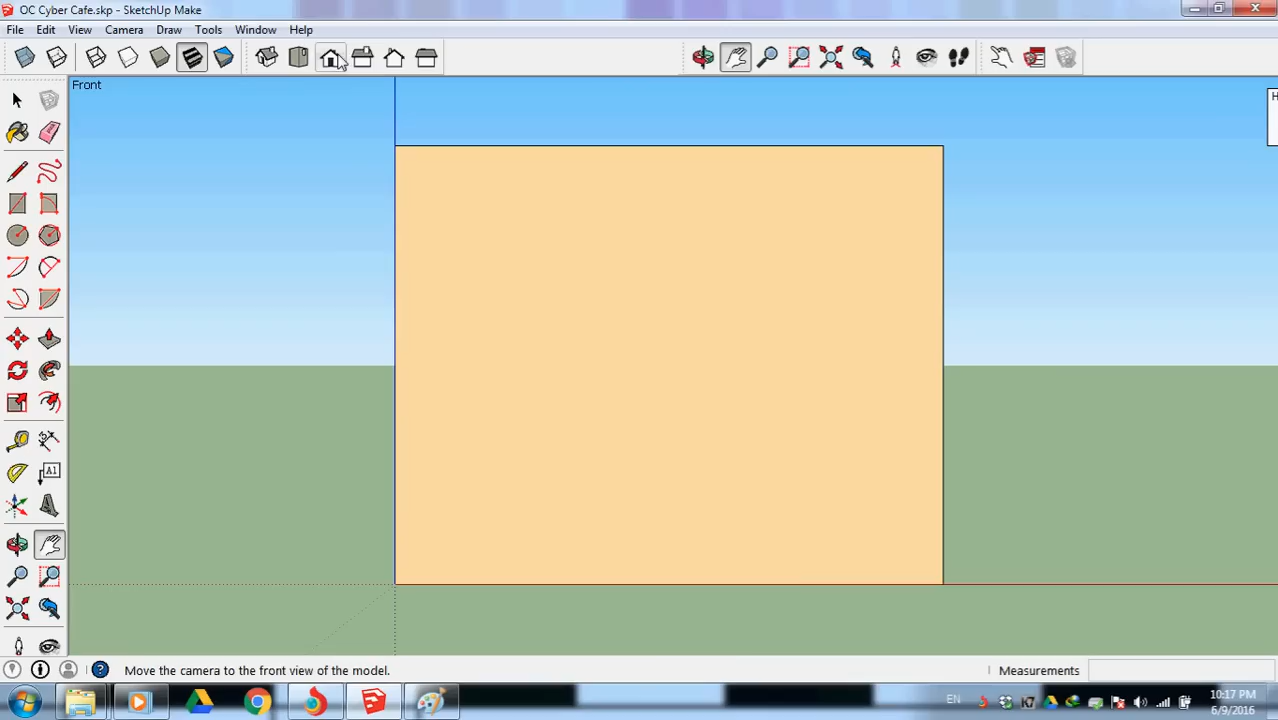 OC Cyber Cafe.skp - SketchUp Make
File Edit View Camera Draw Tools Window Help
Front
H
A1
Move the camera to the front view of the model.
Measurements
EN
10:17 PM
6/9/2016